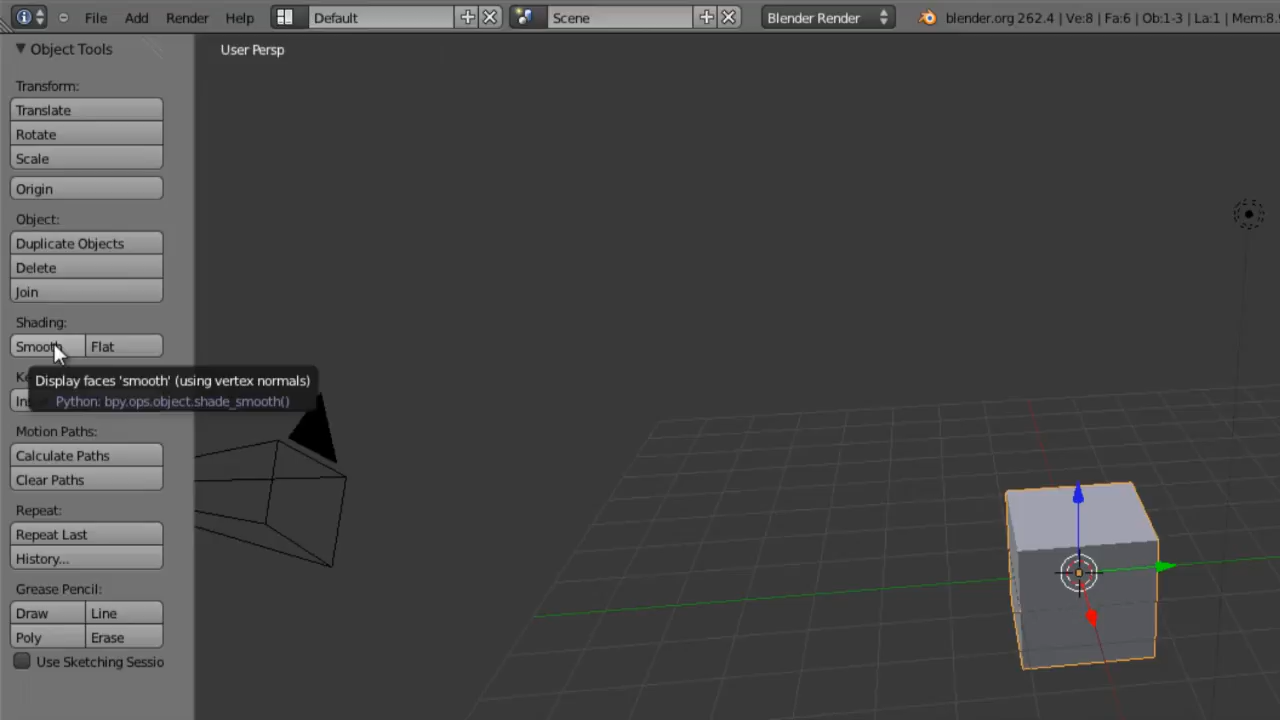 File Add Render Help Default Scene Blender Render blender.org 262.4 | Ve:8 | Fa:6 | Ob:1-3 | La:1 | Mem:8.
Object Tools
User Persp
Transform:
Translate
Rotate
Scale
Origin
Object:
Duplicate Objects
Delete
Join
Shading:
Smooth Flat
Display faces 'smooth' (using vertex normals)
Python: bpy.ops.object.shade_smooth()
Motion Paths:
Calculate Paths
Clear Paths
Repeat:
Repeat Last
History...
Grease Pencil:
Draw Line
Poly Erase
Use Sketching Sessio